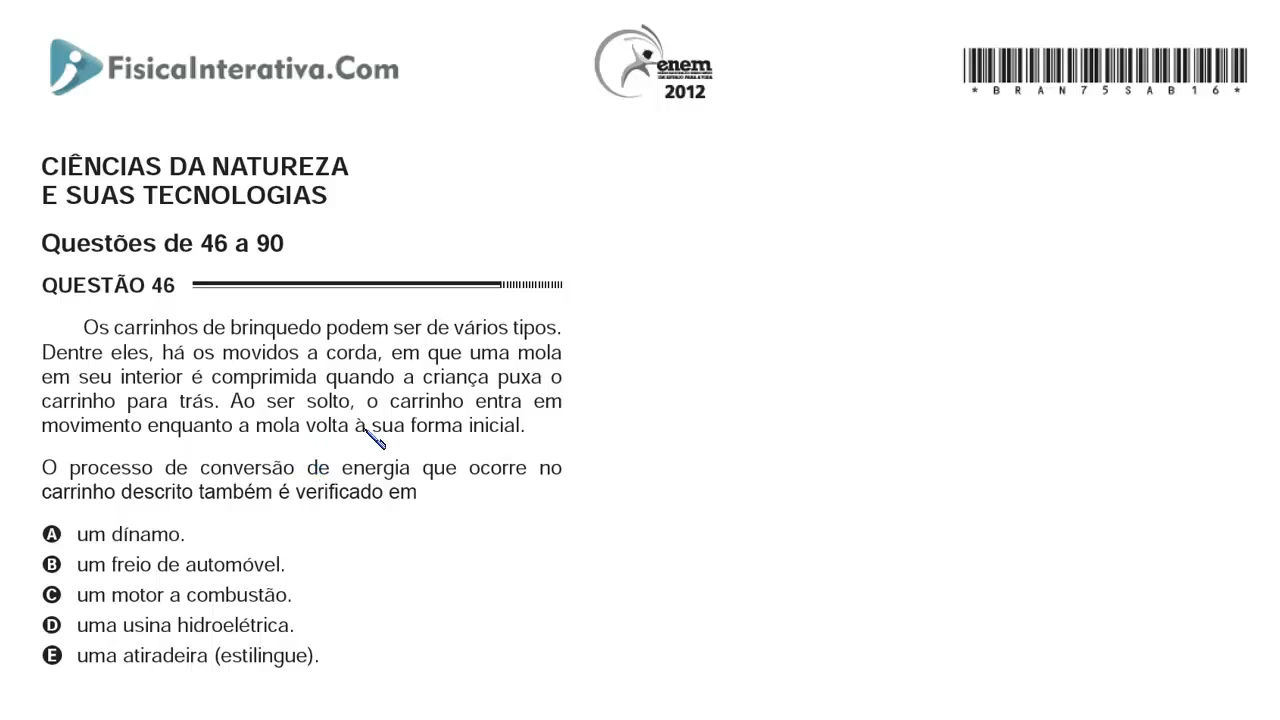 FisicaInterativa.Com
enem
2012
* B R A N 7 5 S A B 1 6 *
CIÊNCIAS DA NATUREZA
E SUAS TECNOLOGIAS
Questões de 46 a 90
QUESTÃO 46
Os carrinhos de brinquedo podem ser de vários tipos.
Dentre eles, há os movidos a corda, em que uma mola
em seu interior é comprimida quando a criança puxa o
carrinho para trás. Ao ser solto, o carrinho entra em
movimento enquanto a mola volta à sua forma inicial.
O processo de conversão de energia que ocorre no
carrinho descrito também é verificado em
A um dínamo.
B um freio de automóvel.
C um motor a combustão.
D uma usina hidroelétrica.
E uma atiradeira (estilingue).